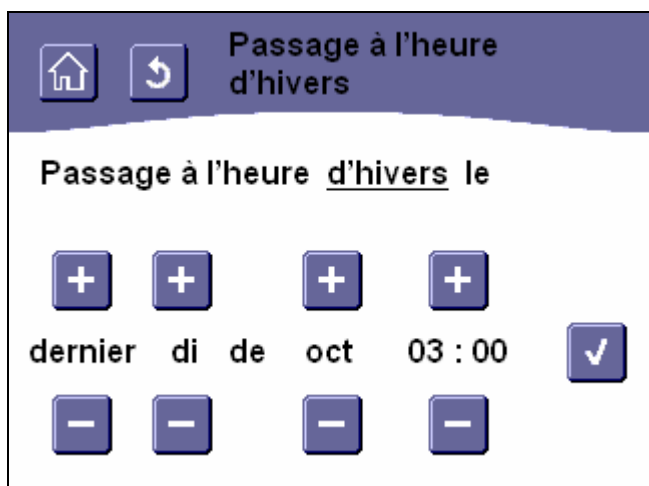 Passage à l'heure
d'hivers
Passage à l'heure d'hivers le
+ + + +
dernier di de oct 03 : 00
- - - -